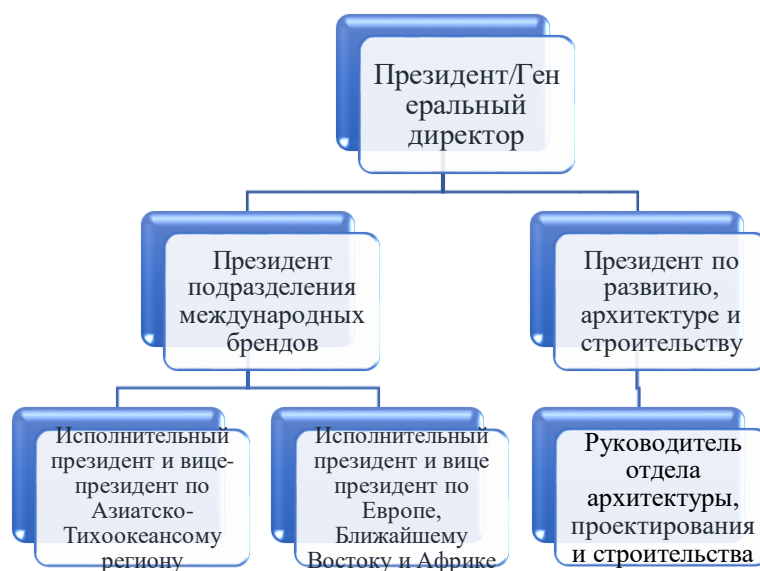 Президент/Ген
еральный
директор
Президент
подразделения
международных
брендов
Президент по
развитию,
архитектуре и
строительству
Исполнительный
президент и вице-
президент по
Азиатско-
Тихоокеансому
региону
Исполнительный
президент и вице
президент по
Европе,
Ближайшему
Востоку и Африке
Руководитель
отдела
архитектуры,
проектирования
и строительства